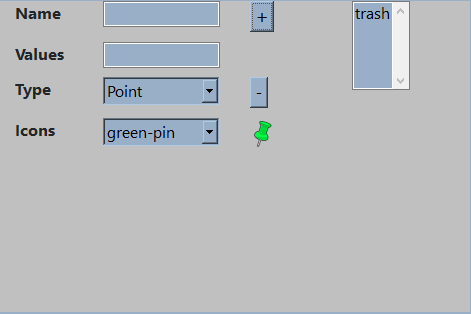 Name
+
trash
Values
Type
Point
-
Icons
green-pin